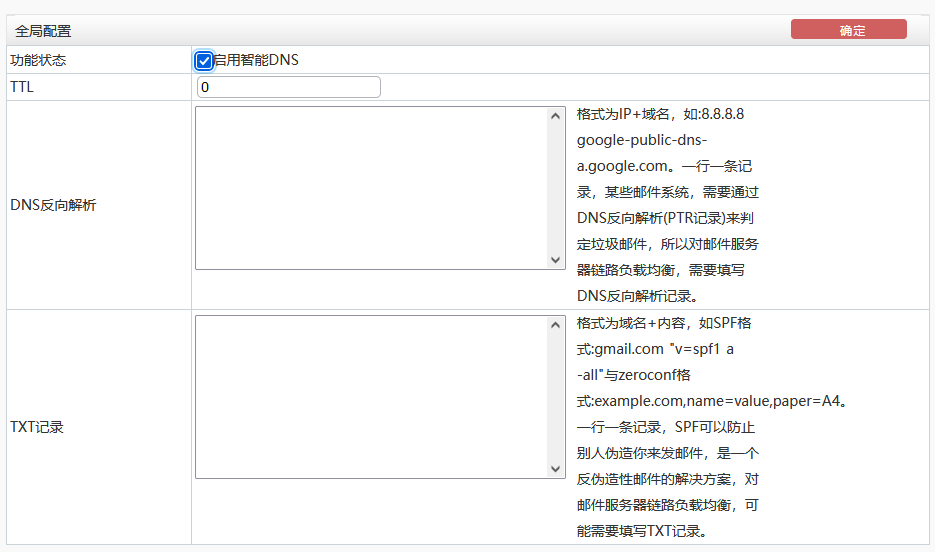 全局配置
确定
功能状态
启用智能DNS
TTL
0
DNS反向解析
格式为IP+域名，如:8.8.8.8
google-public-dns-
a.google.com。一行一条记
录，某些邮件系统，需要通过
DNS反向解析(PTR记录)来判
定垃圾邮件，所以对邮件服务
器链路负载均衡，需要填写
DNS反向解析记录。
TXT记录
格式为域名+内容，如SPF格
式:gmail.com "v=spf1 a
-all"与zeroconf格
式:example.com,name=value,paper=A4。
一行一条记录，SPF可以防止
别人伪造你来发邮件，是一个
反伪造性邮件的解决方案，对
邮件服务器链路负载均衡，可
能需要填写TXT记录。